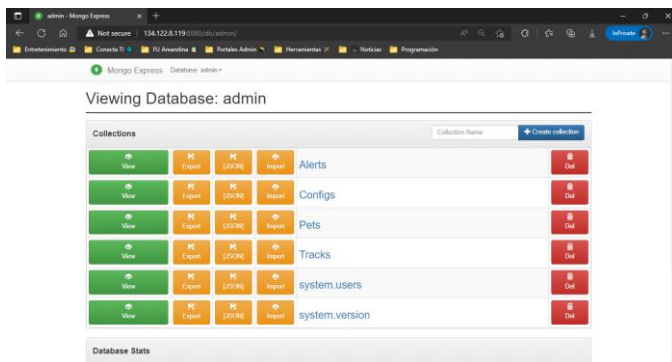 admin - Mongo Express
Not secure | 134.122.8.119:8080/db/admin/
InPrivate
Entretenimiento
Conecta TI
FU Areandina
Portales Admin
Herramientas
Noticias
Programación
Mongo Express Database: admin
Viewing Database: admin
Collections
Collection Name
+ Create collection
View Export [JSON] Import Alerts Del
View Export [JSON] Import Configs Del
View Export [JSON] Import Pets Del
View Export [JSON] Import Tracks Del
View Export [JSON] Import system.users Del
View Export [JSON] Import system.version Del
Database Stats